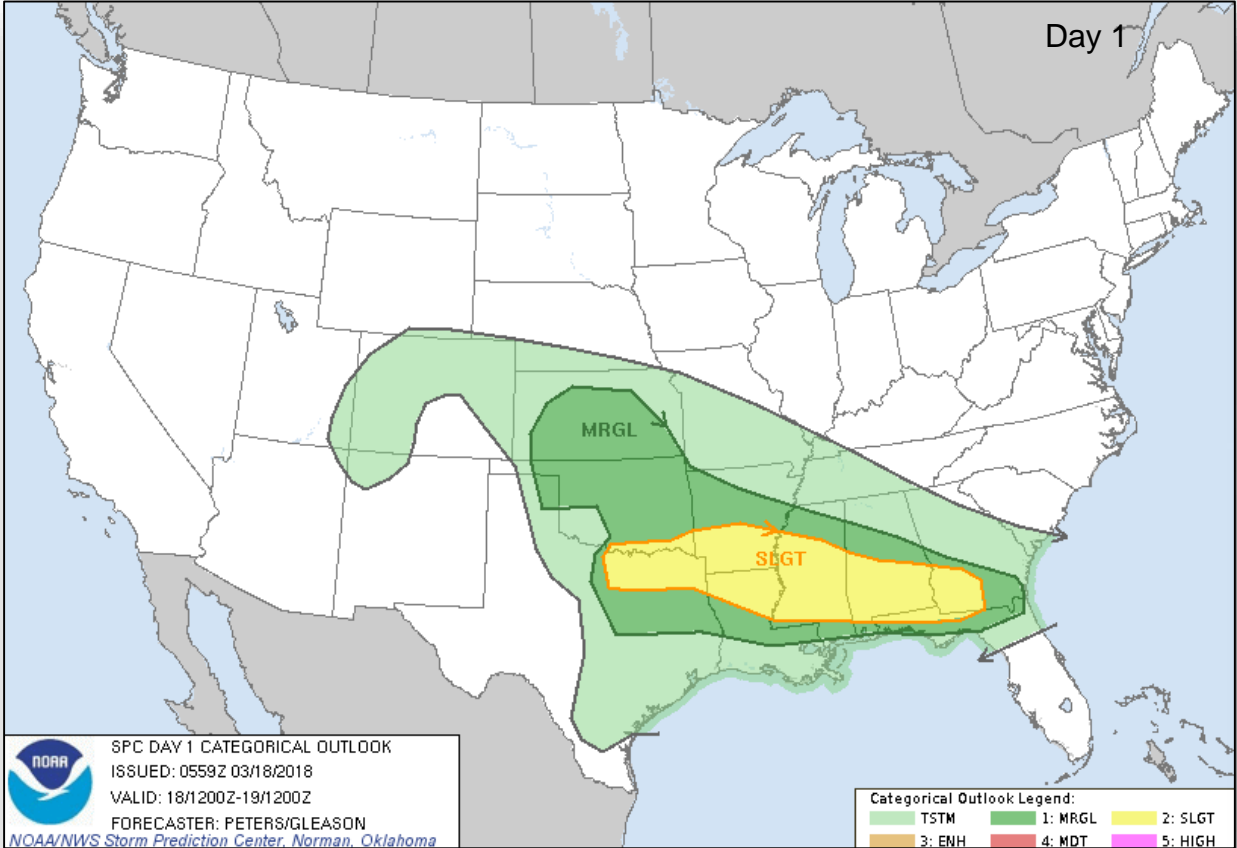 Day 1
MRGL
SLGT
NOAA
SPC DAY 1 CATEGORICAL OUTLOOK
ISSUED: 0559Z 03/18/2018
VALID: 18/1200Z-19/1200Z
FORECASTER: PETERS/GLEASON
NOAA/NWS Storm Prediction Center, Norman, Oklahoma
Categorical Outlook Legend:
TSTM 1: MRGL 2: SLGT
3: ENH 4: MDT 5: HIGH